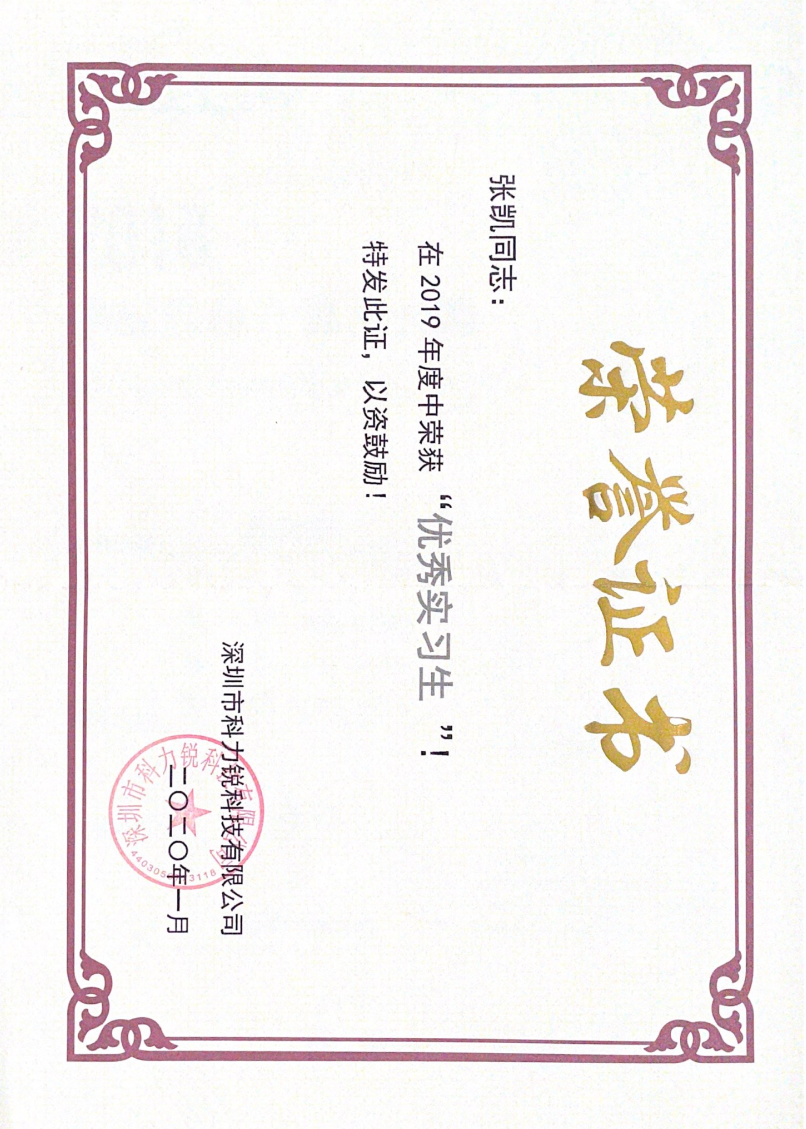 荣誉证书
张凯同志：
在 2019 年度中荣获 “优秀实习生 ”！
特发此证，以资鼓励！
深圳市科力锐科技有限公司
二〇二〇年一月
深圳市科力锐科技有限公司